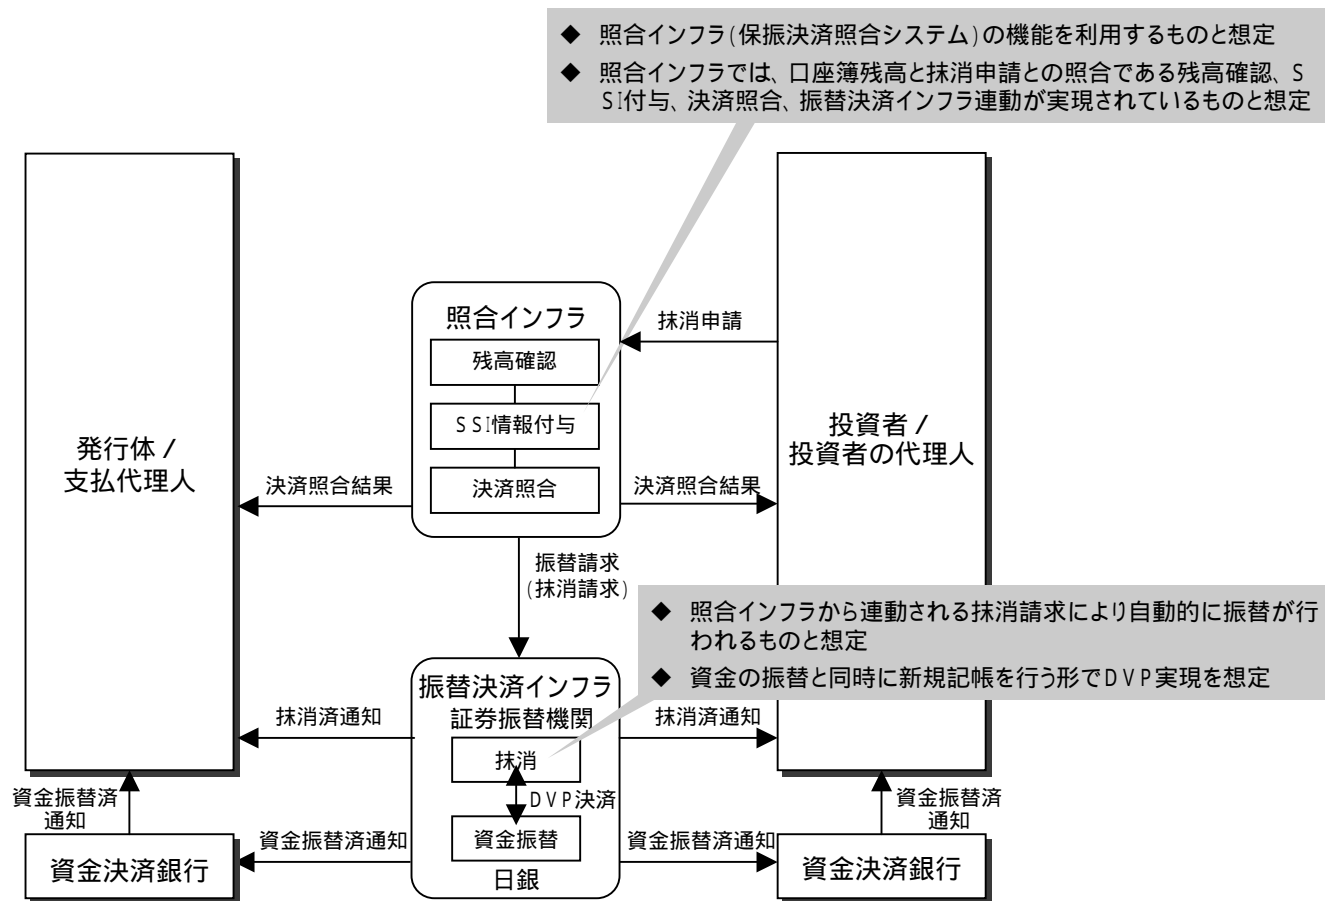 ◆ 照合インフラ(保振決済照合システム)の機能を利用するものと想定
◆ 照合インフラでは、口座簿残高と抹消申請との照合である残高確認、S
SI付与、決済照合、振替決済インフラ連動が実現されているものと想定
照合インフラ
残高確認
SSI情報付与
決済照合
抹消申請
発行体/
支払代理人
投資者/
投資者の代理人
決済照合結果
決済照合結果
振替請求
(抹消請求)
◆ 照合インフラから連動される抹消請求により自動的に振替が行
われるものと想定
◆ 資金の振替と同時に新規記帳を行う形でDVP実現を想定
振替決済インフラ
証券振替機関
抹消
DVP決済
資金振替
日銀
抹消済通知
抹消済通知
資金振替済
通知
資金振替済通知
資金振替済通知
資金振替済
通知
資金決済銀行
資金決済銀行